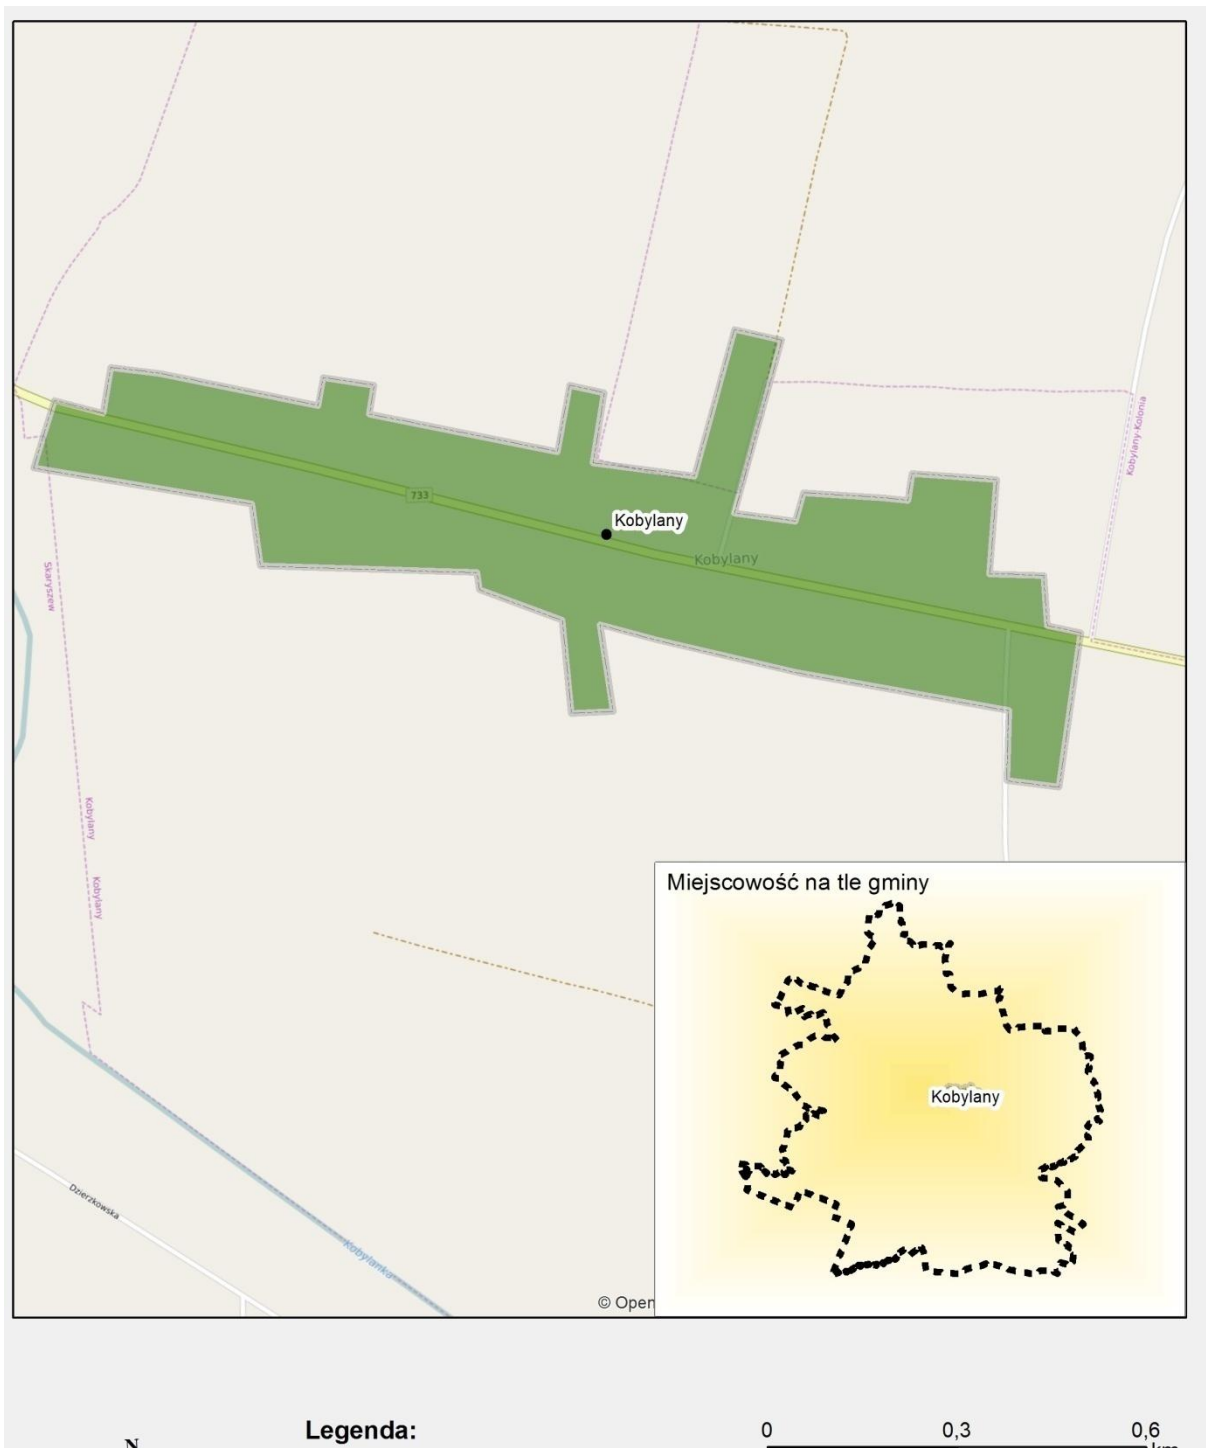 Kobylany-Kolonia
733
Kobylany
Kobylany
Skaryszew
Kobylany
Kobylany
Miejscowość na tle gminy
Kobylany
Dzierzkowska
Kobylanka
© Open
Legenda:
0 0,3 0,6
N
km